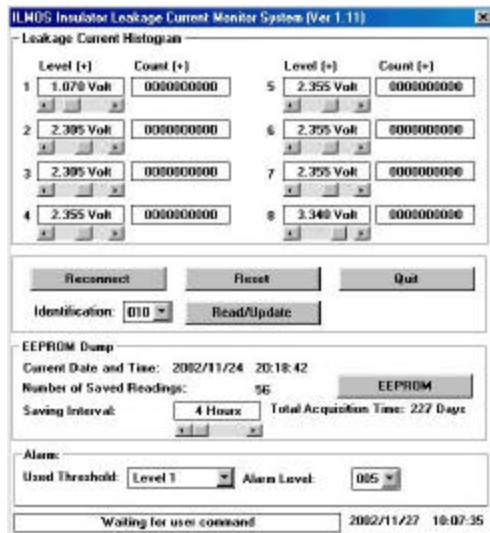 ILMOS Insulator Leakage Current Monitor System (Ver 1.11)
Leakage Current Histogram
Level (+) Count (+) Level (+) Count (+)
1 1.070 Volt 0000000000 5 2.355 Volt 0000000000
2 2.305 Volt 0000000000 6 2.355 Volt 0000000000
3 2.305 Volt 0000000000 7 2.355 Volt 0000000000
4 2.355 Volt 0000000000 8 3.340 Volt 0000000000
Reconnect Reset Quit
Identification: 010 Read/Update
EEPROM Dump
Current Date and Time: 2002/11/24 20:18:42
Number of Saved Readings: 56 EEPROM
Saving Interval: 4 Hours Total Acquisition Time: 227 Days
Alarm:
Used Threshold: Level 1 Alarm Level: 005
Waiting for user command 2002/11/27 10:07:35